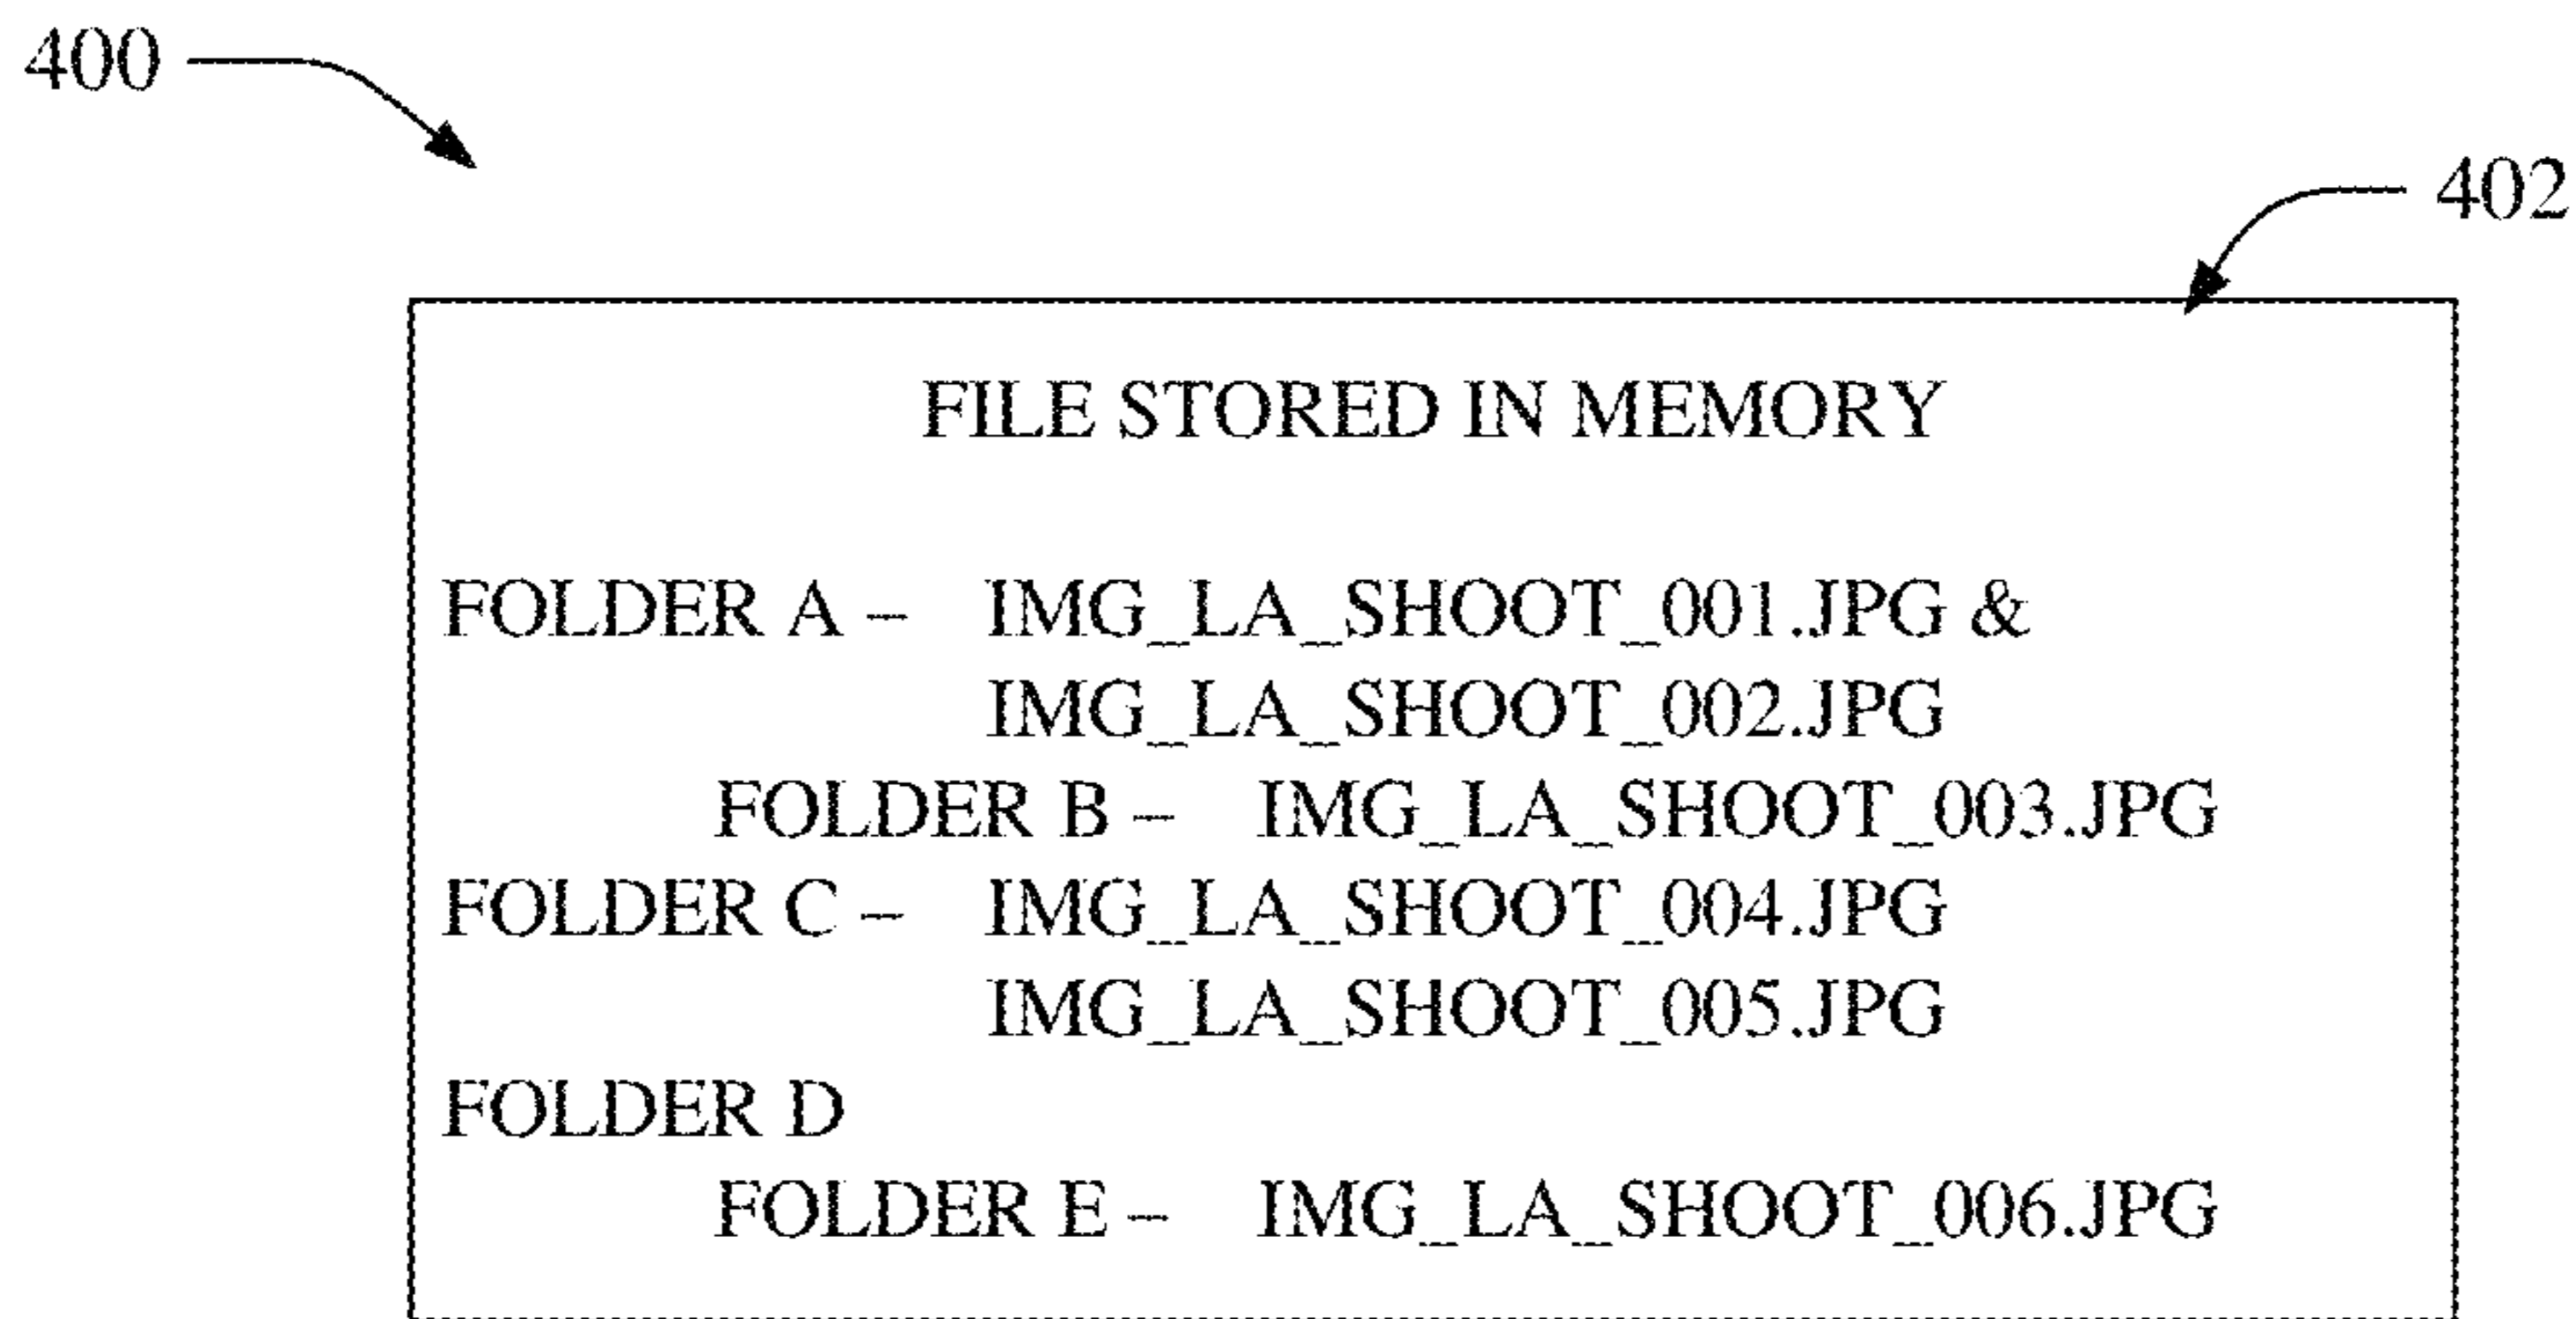 400
402
FILE STORED IN MEMORY
FOLDER A – IMG_LA_SHOOT_001.JPG &
IMG_LA_SHOOT_002.JPG
FOLDER B – IMG_LA_SHOOT_003.JPG
FOLDER C – IMG_LA_SHOOT_004.JPG
IMG_LA_SHOOT_005.JPG
FOLDER D
FOLDER E – IMG_LA_SHOOT_006.JPG